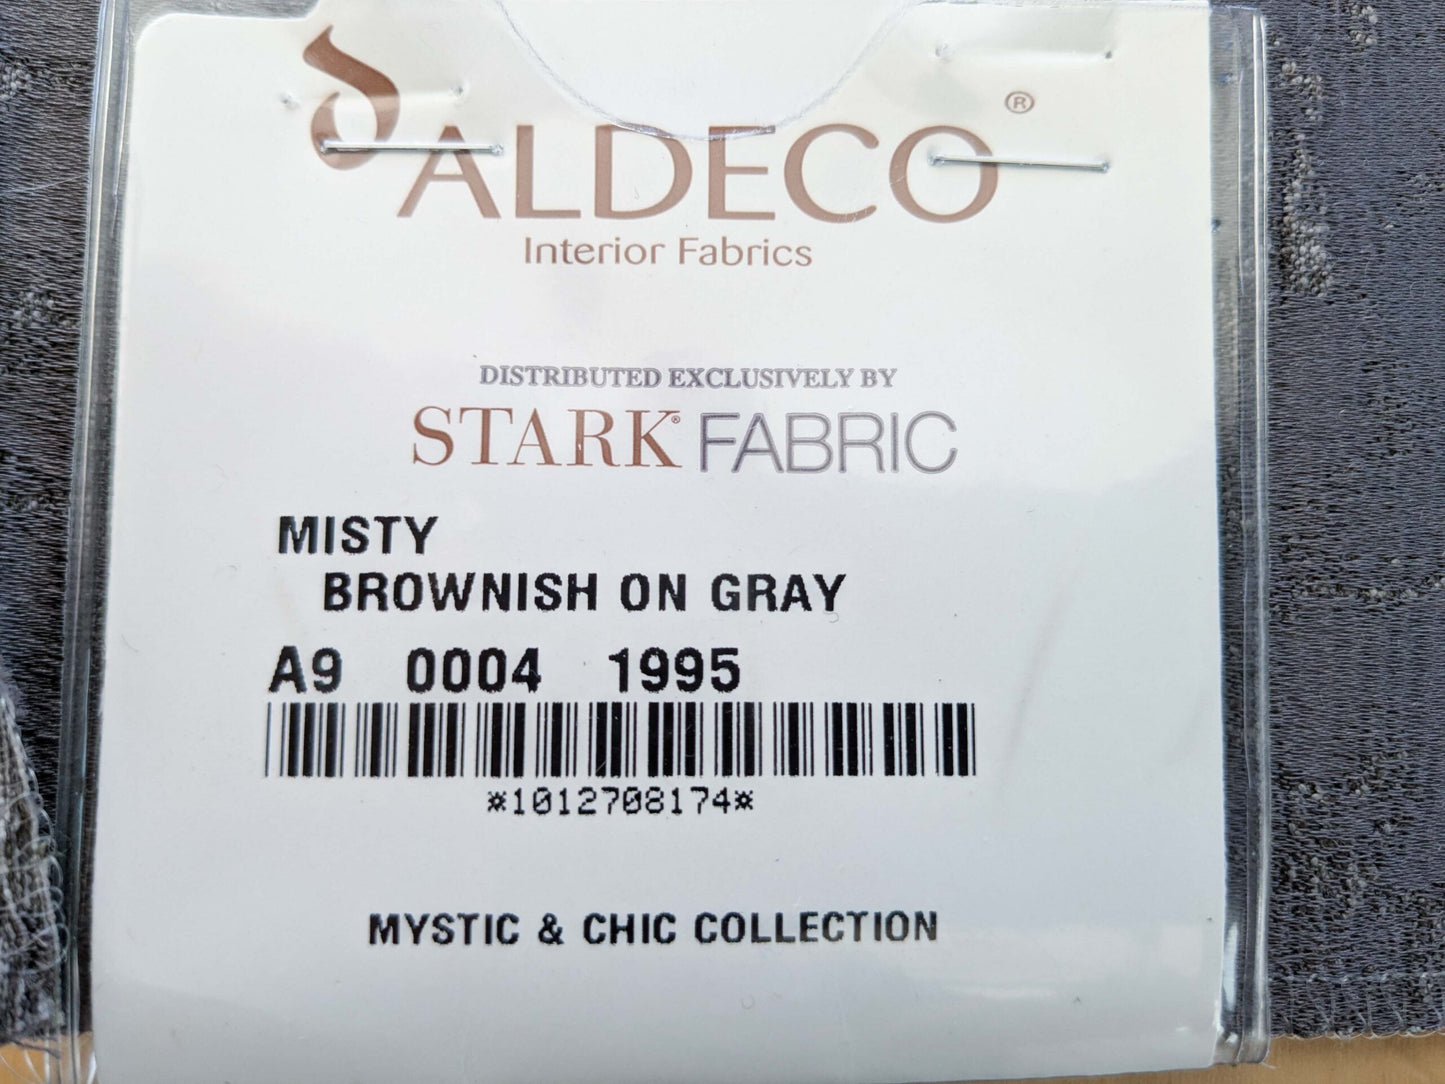 ALDECO®
Interior Fabrics
DISTRIBUTED EXCLUSIVELY BY
STARK® FABRIC
MISTY
BROWNISH ON GRAY
A9 0004 1995
*1012708174*
MYSTIC & CHIC COLLECTION